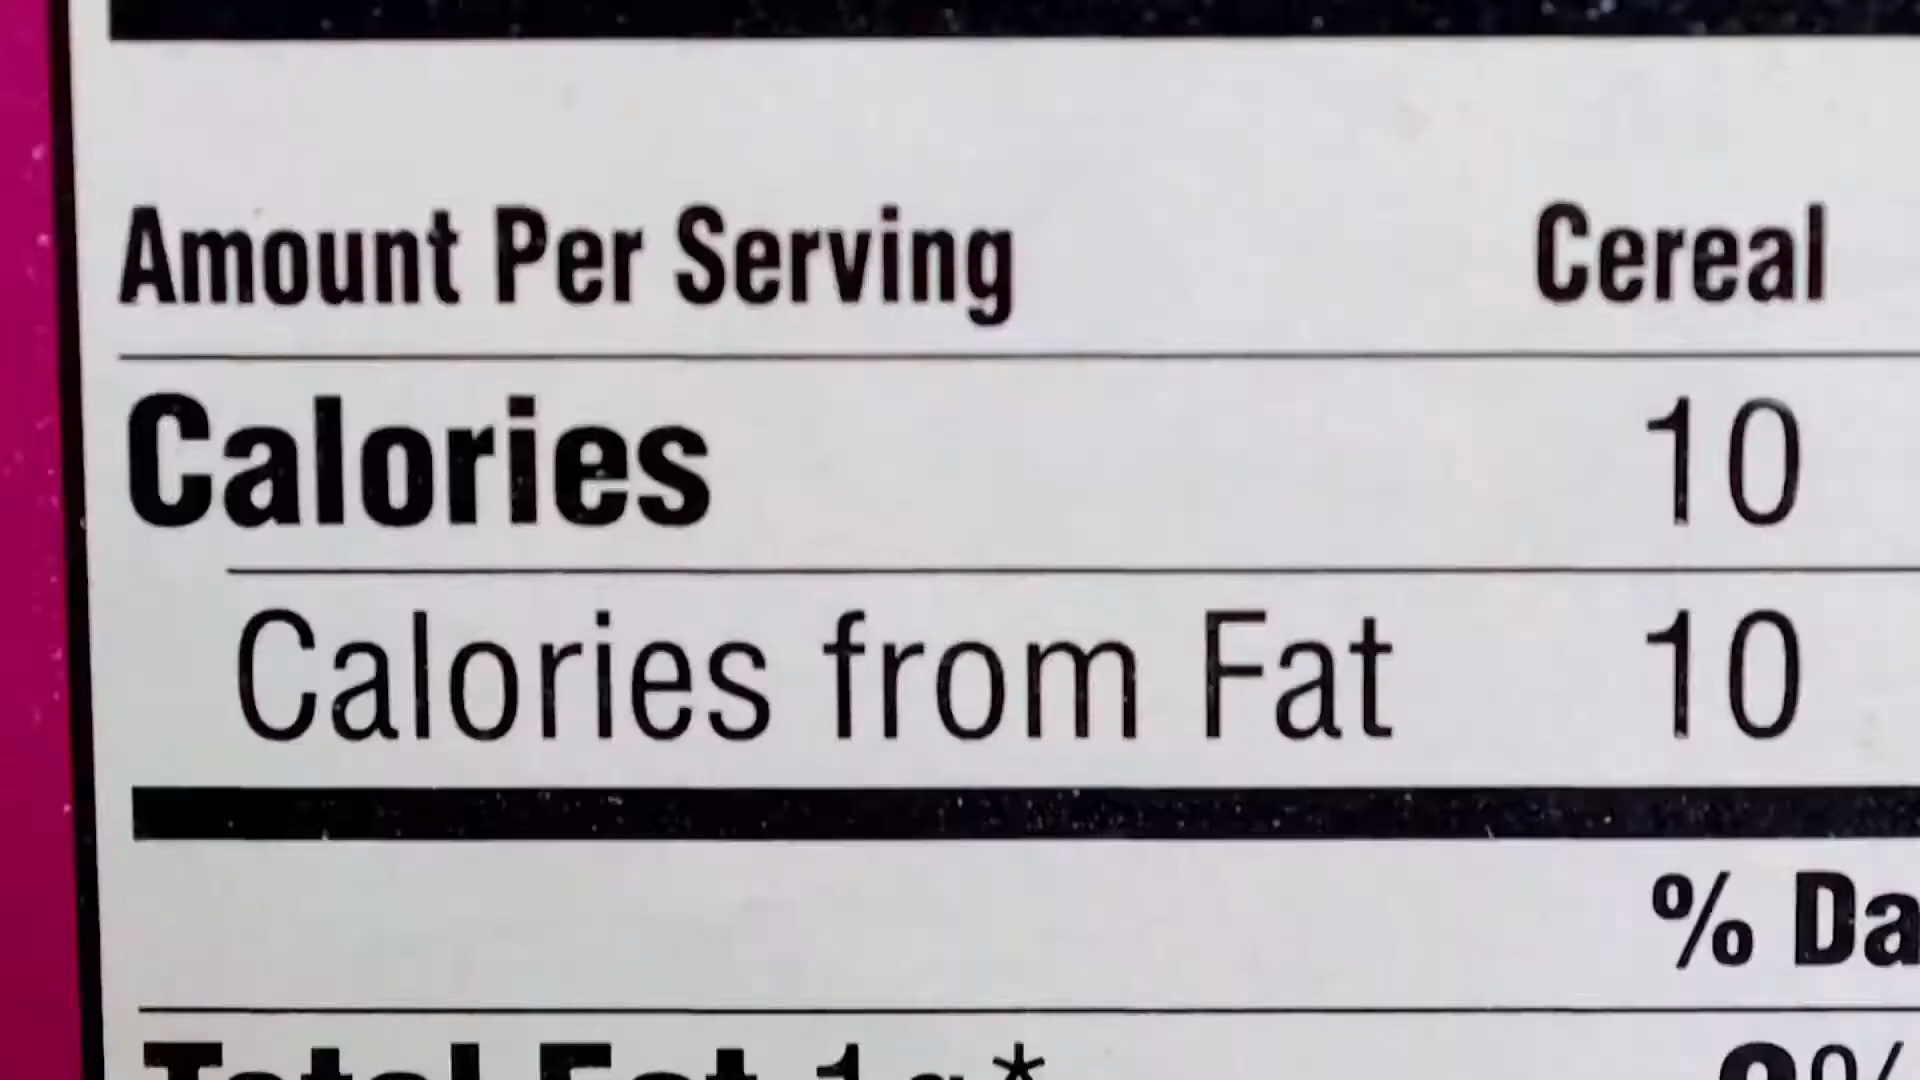 Amount Per Serving Cereal
Calories 10
Calories from Fat 10
% Da
Total Fat 1g*